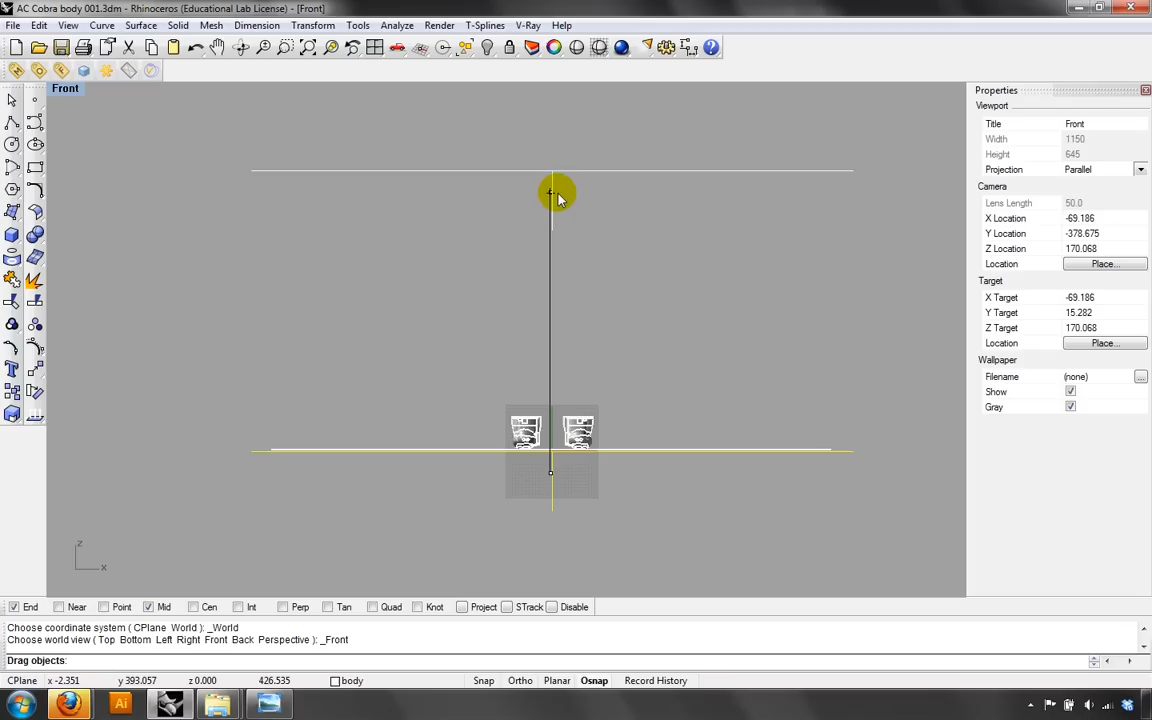 AC Cobra body 001.3dm - Rhinoceros (Educational Lab License) - [Front]
File Edit View Curve Surface Solid Mesh Dimension Transform Tools Analyze Render T-Splines V-Ray Help
Front
Properties
Viewport
Title Front
Width 1150
Height 645
Projection Parallel
Camera
Lens Length 50.0
X Location -69.186
Y Location -378.675
Z Location 170.068
Location Place...
Target
X Target -69.186
Y Target 15.282
Z Target 170.068
Location Place...
Wallpaper
Filename (none) ...
Show
Gray
z
x
End Near Point Mid Cen Int Perp Tan Quad Knot Project STrack Disable
Choose coordinate system ( CPlane World ): _World
Choose world view ( Top Bottom Left Right Front Back Perspective ): _Front
Drag objects:
CPlane x -2.351 y 393.057 z 0.000 426.535 body Snap Ortho Planar Osnap Record History
Ai